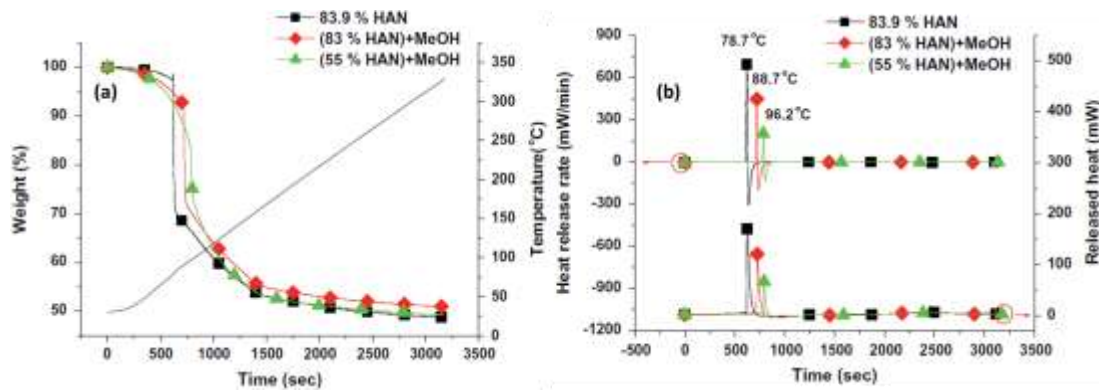 83.9 % HAN
(83 % HAN)+MeOH
(55 % HAN)+MeOH
(a)
Weight (%)
100
90
80
70
60
50
Temperature(°C)
350
300
250
200
150
100
50
0
0 500 1000 1500 2000 2500 3000 3500
Time (sec)
83.9 % HAN
(83 % HAN)+MeOH
(55 % HAN)+MeOH
78.7°C
88.7°C
96.2°C
(b)
Heat release rate (mW/min)
900
600
300
0
-300
-600
-900
-1200
Released heat (mW)
500
400
300
200
100
0
-500 0 500 1000 1500 2000 2500 3000 3500
Time (sec)